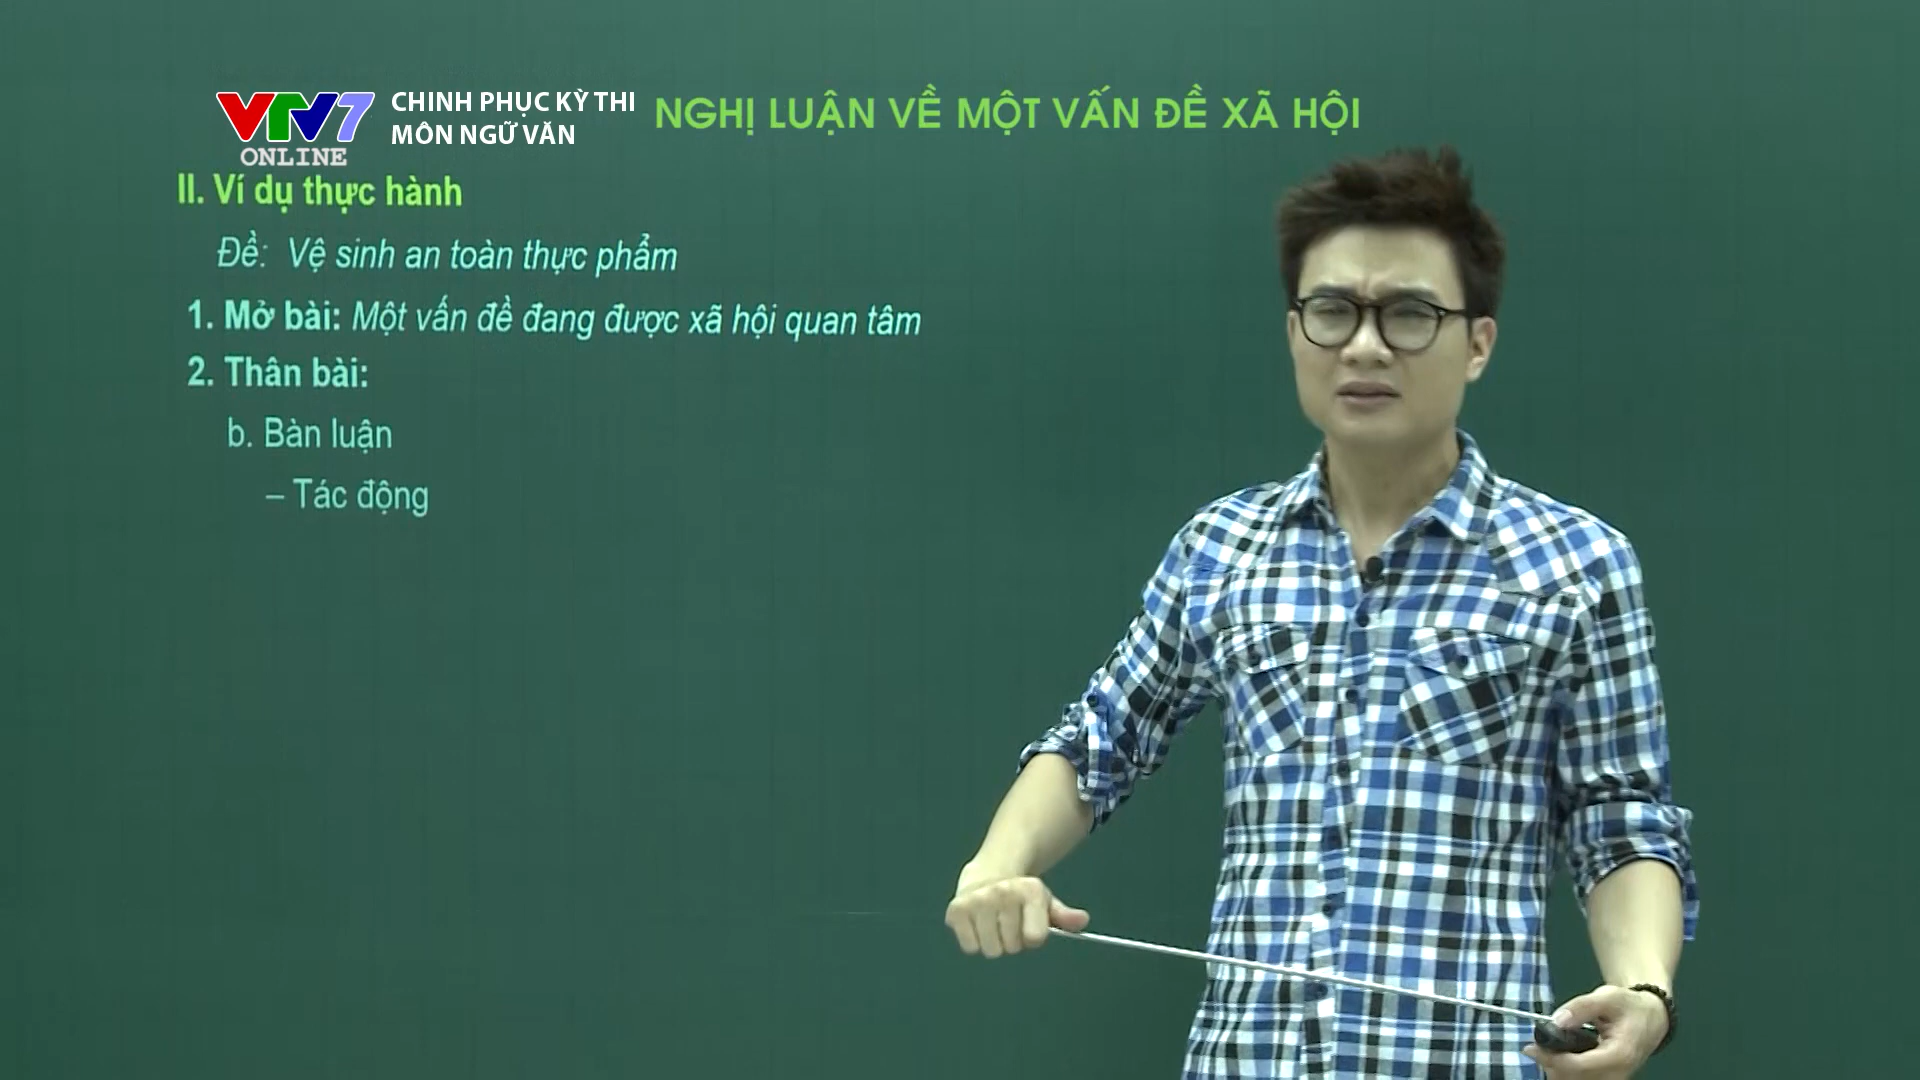 VTV7
ONLINE
CHINH PHỤC KỲ THI
MÔN NGỮ VĂN
NGHỊ LUẬN VỀ MỘT VẤN ĐỀ XÃ HỘI
II. Ví dụ thực hành
Đề: Vệ sinh an toàn thực phẩm
1. Mở bài: Một vấn đề đang được xã hội quan tâm
2. Thân bài:
b. Bàn luận
– Tác động